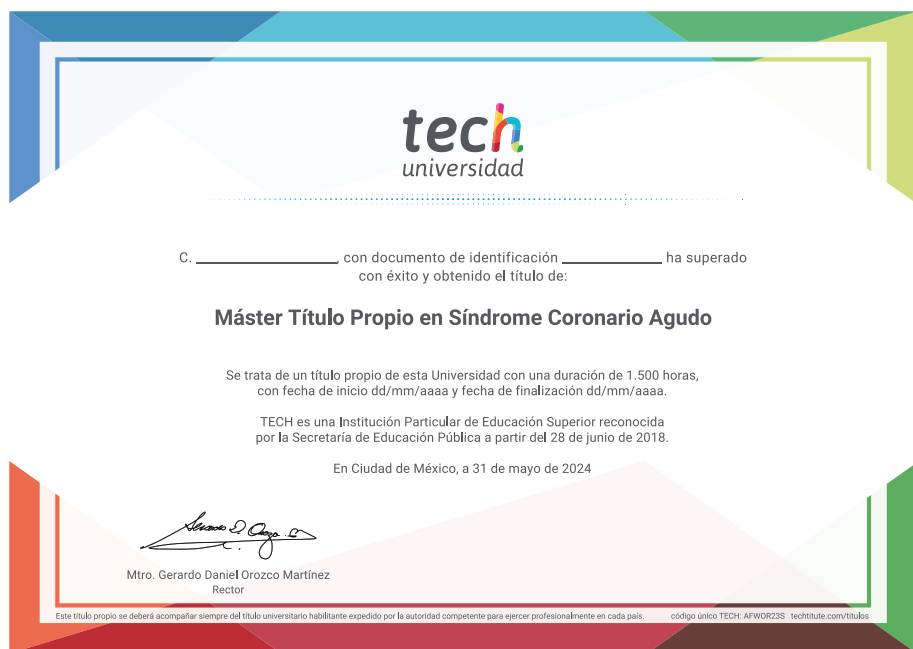 tech
universidad
C. ____________, con documento de identificación ____________ ha superado
con éxito y obtenido el título de:
Máster Título Propio en Síndrome Coronario Agudo
Se trata de un título propio de esta Universidad con una duración de 1.500 horas,
con fecha de inicio dd/mm/aaaa y fecha de finalización dd/mm/aaaa.
TECH es una Institución Particular de Educación Superior reconocida
por la Secretaría de Educación Pública a partir del 28 de junio de 2018.
En Ciudad de México, a 31 de mayo de 2024
Mtro. Gerardo Daniel Orozco Martínez
Rector
Este título propio se deberá acompañar siempre del título universitario habilitante expedido por la autoridad competente para ejercer profesionalmente en cada país. código único TECH: AFWOR23S techtitute.com/titulos